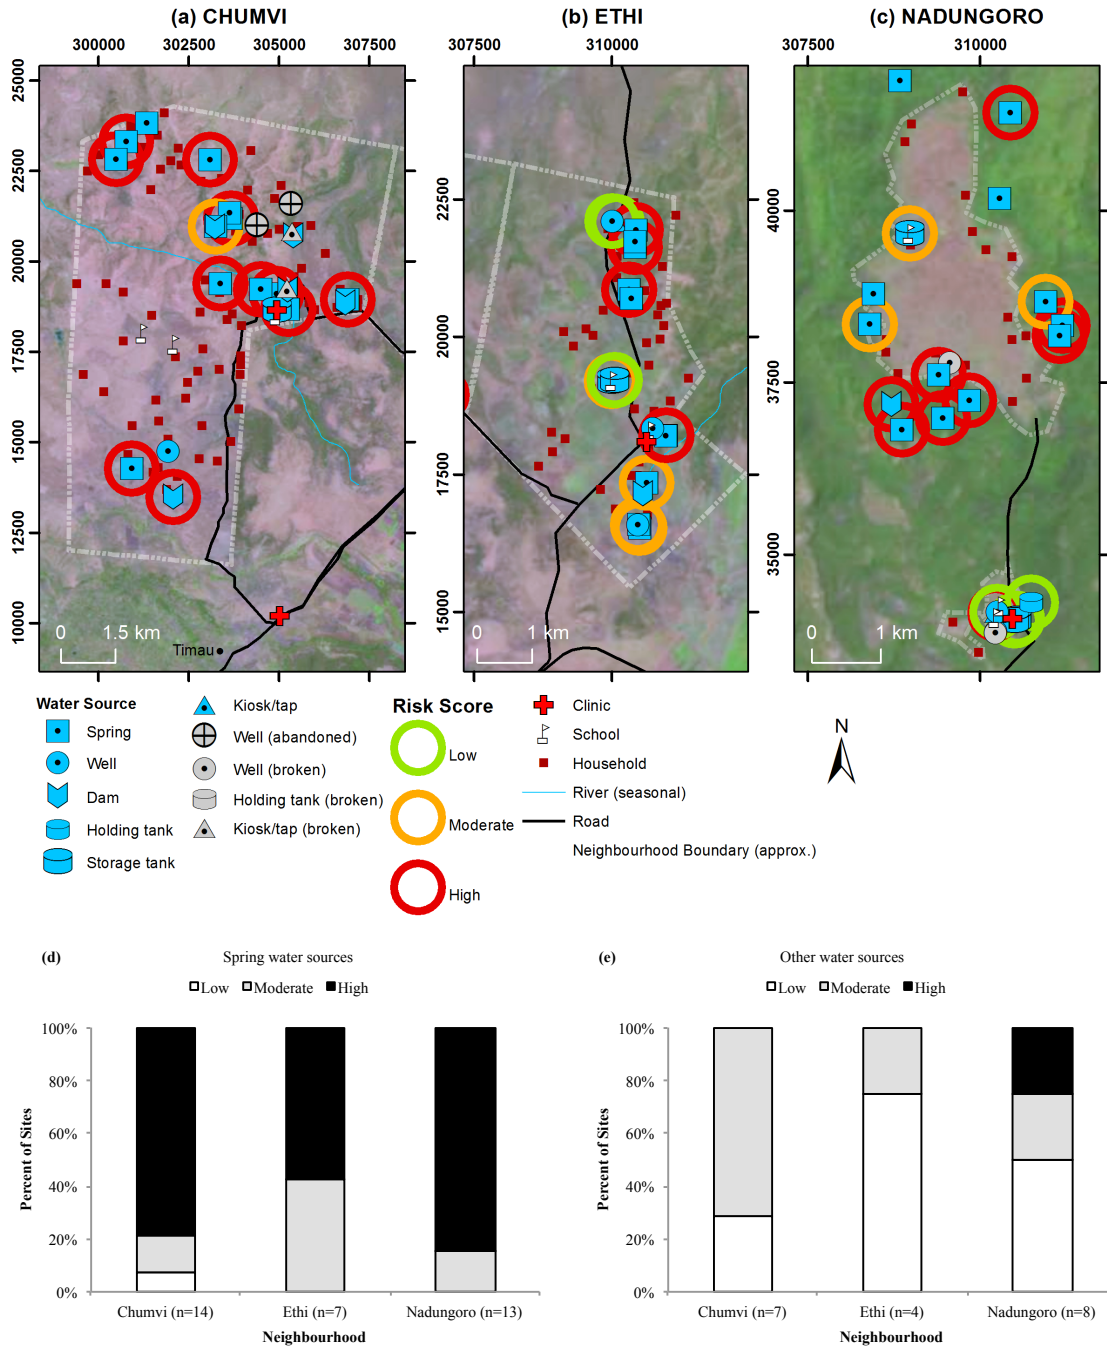 (a) CHUMVI
(b) ETHI
(c) NADUNGORO
300000 302500 305000 307500
307500 310000
307500 310000
25000
22500
20000
17500
15000
12500
10000
22500
20000
17500
15000
40000
37500
35000
0 1.5 km
Timau
0 1 km
0 1 km
Water Source
Spring
Well
Dam
Holding tank
Storage tank
Kiosk/tap
Well (abandoned)
Well (broken)
Holding tank (broken)
Kiosk/tap (broken)
Risk Score
Low
Moderate
High
Clinic
School
Household
River (seasonal)
Road
Neighbourhood Boundary (approx.)
N
(d) Spring water sources
Low Moderate High
100%
80%
60%
40%
20%
0%
Percent of Sites
Chumvi (n=14) Ethi (n=7) Nadungoro (n=13)
Neighbourhood
(e) Other water sources
Low Moderate High
100%
80%
60%
40%
20%
0%
Percent of Sites
Chumvi (n=7) Ethi (n=4) Nadungoro (n=8)
Neighbourhood